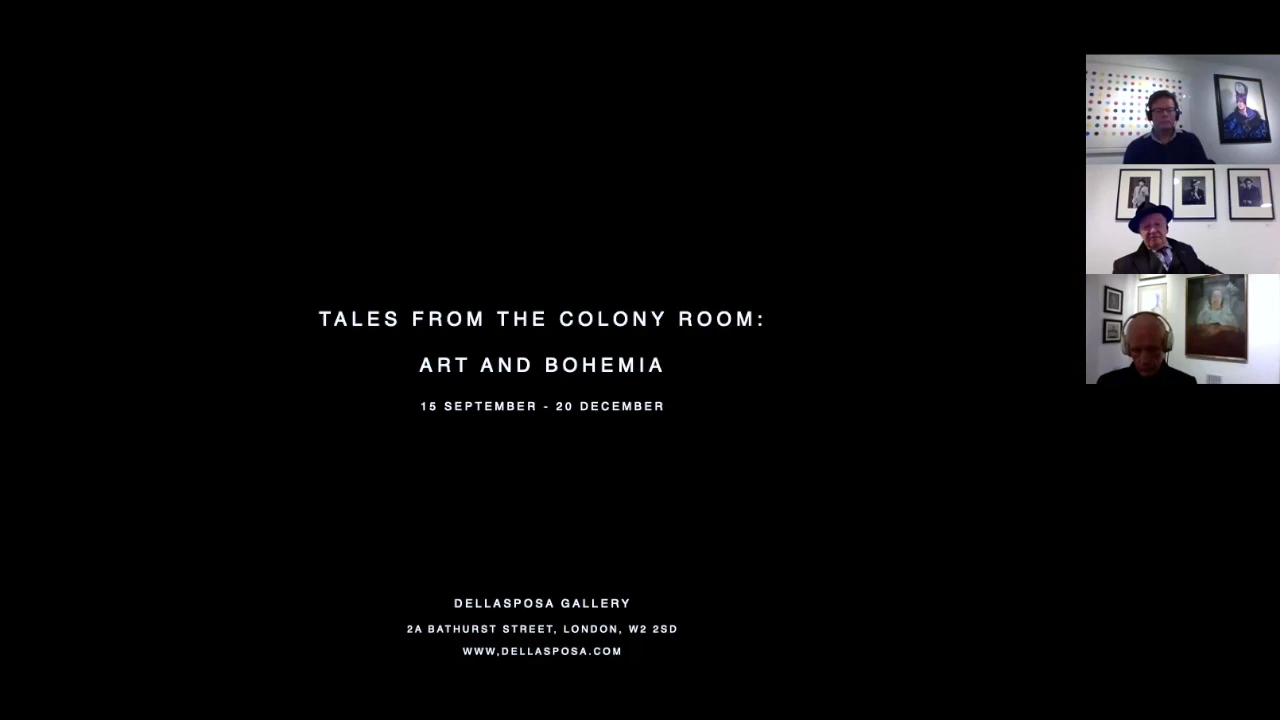 TALES FROM THE COLONY ROOM:
ART AND BOHEMIA
15 SEPTEMBER - 20 DECEMBER
DELLASPOSA GALLERY
2A BATHURST STREET, LONDON, W2 2SD
WWW.DELLASPOSA.COM